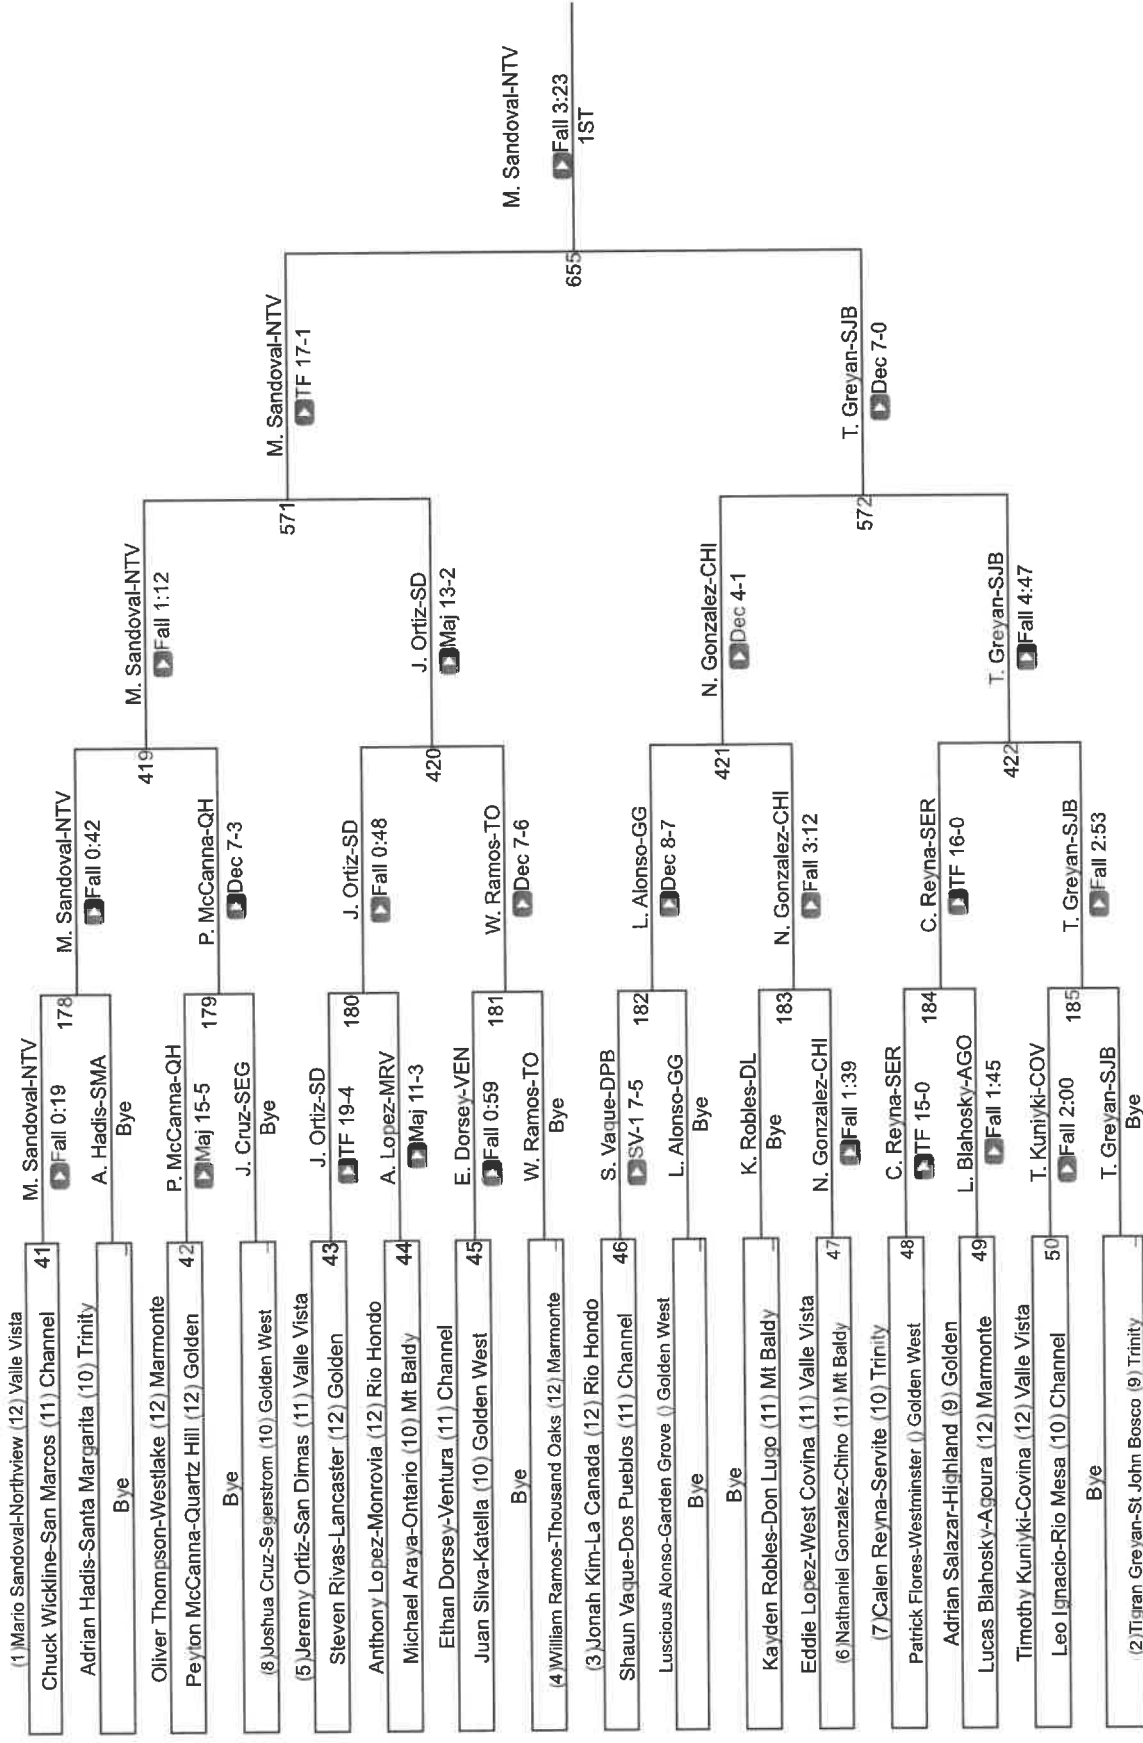 (1)Mario Sandoval-Northview (12) Valle Vista
41
Chuck Wickline-San Marcos (11) Channel
Adrian Hadis-Santa Margarita (10) Trinity
Bye
Oliver Thompson-Westlake (12) Marmonte
42
Peyton McCanna-Quartz Hill (12) Golden
Bye
(8)Joshua Cruz-Segerstrom (10) Golden West
(5)Jeremy Ortiz-San Dimas (11) Valle Vista
43
Steven Rivas-Lancaster (12) Golden
Anthony Lopez-Monrovia (12) Rio Hondo
44
Michael Araya-Ontario (10) Mt Baldy
Ethan Dorsey-Ventura (11) Channel
45
Juan Silva-Katella (10) Golden West
Bye
(4)William Ramos-Thousand Oaks (12) Marmonte
(3)Jonah Kim-La Canada (12) Rio Hondo
46
Shaun Vaque-Dos Pueblos (11) Channel
Luscious Alonso-Garden Grove () Golden West
Bye
Bye
Kayden Robles-Don Lugo (11) Mt Baldy
Eddie Lopez-West Covina (11) Valle Vista
47
(6)Nathaniel Gonzalez-Chino (11) Mt Baldy
(7)Calen Reyna-Servite (10) Trinity
48
Patrick Flores-Westminster () Golden West
Adrian Salazar-Highland (9) Golden
49
Lucas Blahosky-Agoura (12) Marmonte
Timothy Kuniyki-Covina (12) Valle Vista
50
Leo Ignacio-Rio Mesa (10) Channel
Bye
(2)Tigran Greyan-St John Bosco (9) Trinity
M. Sandoval-NTV
Fall 0:19
178
A. Hadis-SMA
Bye
P. McCanna-QH
Maj 15-5
179
J. Cruz-SEG
Bye
J. Ortiz-SD
TF 19-4
180
A. Lopez-MRV
Maj 11-3
E. Dorsey-VEN
Fall 0:59
181
W. Ramos-TO
Bye
S. Vaque-DPB
SV-1 7-5
182
L. Alonso-GG
Bye
K. Robles-DL
Bye
183
N. Gonzalez-CHI
Fall 1:39
C. Reyna-SER
TF 15-0
184
L. Blahosky-AGO
Fall 1:45
T. Kuniyki-COV
Fall 2:00
185
T. Greyan-SJB
Bye
M. Sandoval-NTV
Fall 0:42
419
P. McCanna-QH
Dec 7-3
J. Ortiz-SD
Fall 0:48
420
W. Ramos-TO
Dec 7-6
L. Alonso-GG
Dec 8-7
421
N. Gonzalez-CHI
Fall 3:12
C. Reyna-SER
TF 16-0
422
T. Greyan-SJB
Fall 2:53
M. Sandoval-NTV
Fall 1:12
571
J. Ortiz-SD
Maj 13-2
N. Gonzalez-CHI
Dec 4-1
572
T. Greyan-SJB
Fall 4:47
M. Sandoval-NTV
TF 17-1
655
T. Greyan-SJB
Dec 7-0
M. Sandoval-NTV
Fall 3:23
1ST